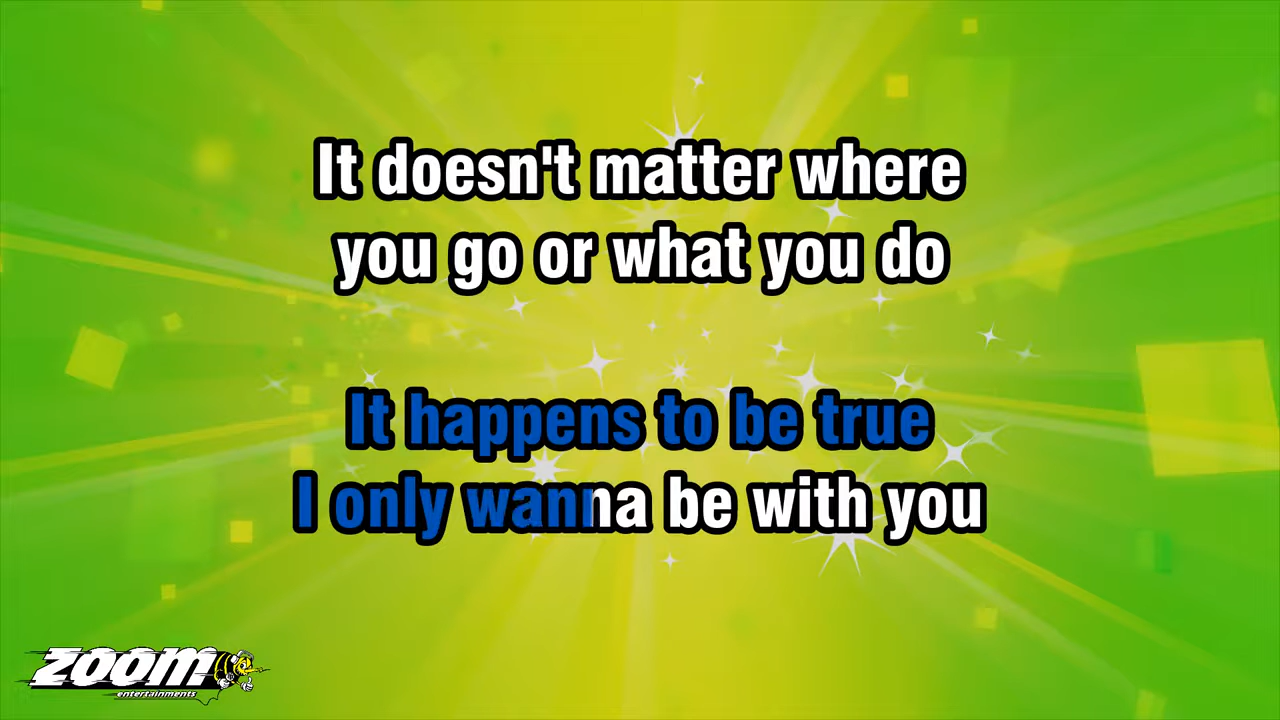 It doesn't matter where
you go or what you do
It happens to be true
I only wanna be with you
zoom
entertainments